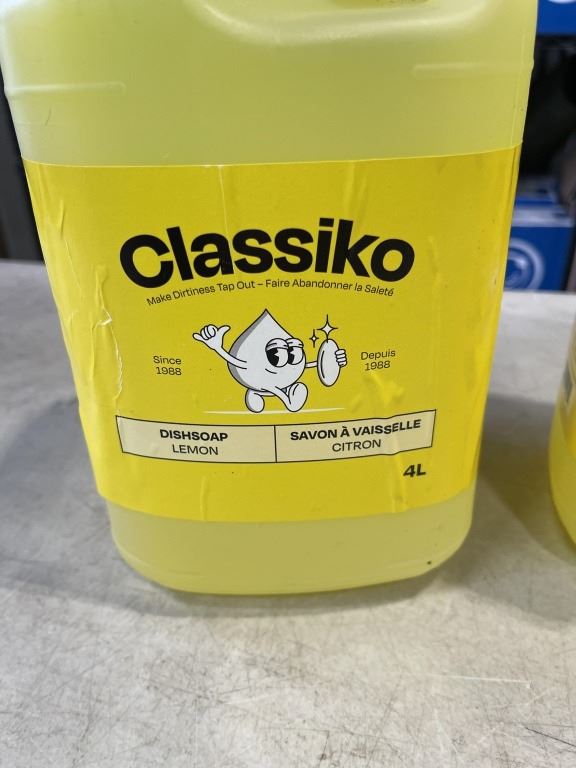 Classiko
Make Dirtiness Tap Out – Faire Abandonner la Saleté
Since
1988
Depuis
1988
DISHSOAP
LEMON
SAVON À VAISSELLE
CITRON
4L